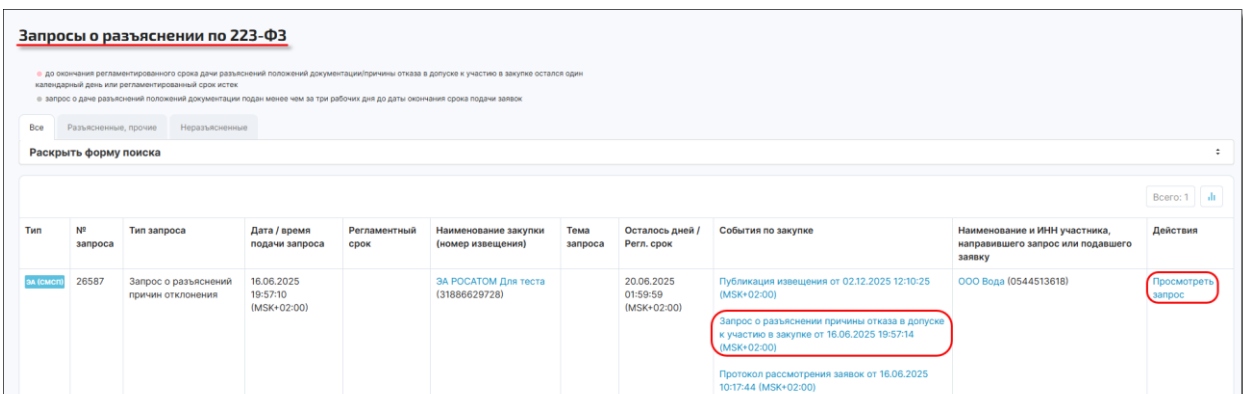 Запросы о разъяснении по 223-ФЗ
до окончания регламентированного срока дачи разъяснений положений документации/причины отказа в допуске к участию в закупке остался один
календарный день или регламентированный срок истек
запрос о даче разъяснений положений документации подан менее чем за три рабочих дня до даты окончания срока подачи заявок
Все Разъясненные, прочие Неразъясненные
Раскрыть форму поиска
Всего: 1
Тип № Тип запроса Дата / время Регламентный Наименование закупки Тема Осталось дней / События по закупке Наименование и ИНН участника, Действия
запроса подачи запроса срок (номер извещения) запроса Регл. срок направившего запрос или подавшего
заявку
ЭА (СМСП) 26587 Запрос о разъяснений 16.06.2025 ЭА РОСАТОМ Для теста 20.06.2025 Публикация извещения от 02.12.2025 12:10:25 ООО Вода (0544513618) Просмотреть
причин отклонения 19:57:10 (31886629728) 01:59:59 (MSK+02:00) запрос
(MSK+02:00) (MSK+02:00)
Запрос о разъяснении причины отказа в допуске
к участию в закупке от 16.06.2025 19:57:14
(MSK+02:00)
Протокол рассмотрения заявок от 16.06.2025
10:17:44 (MSK+02:00)